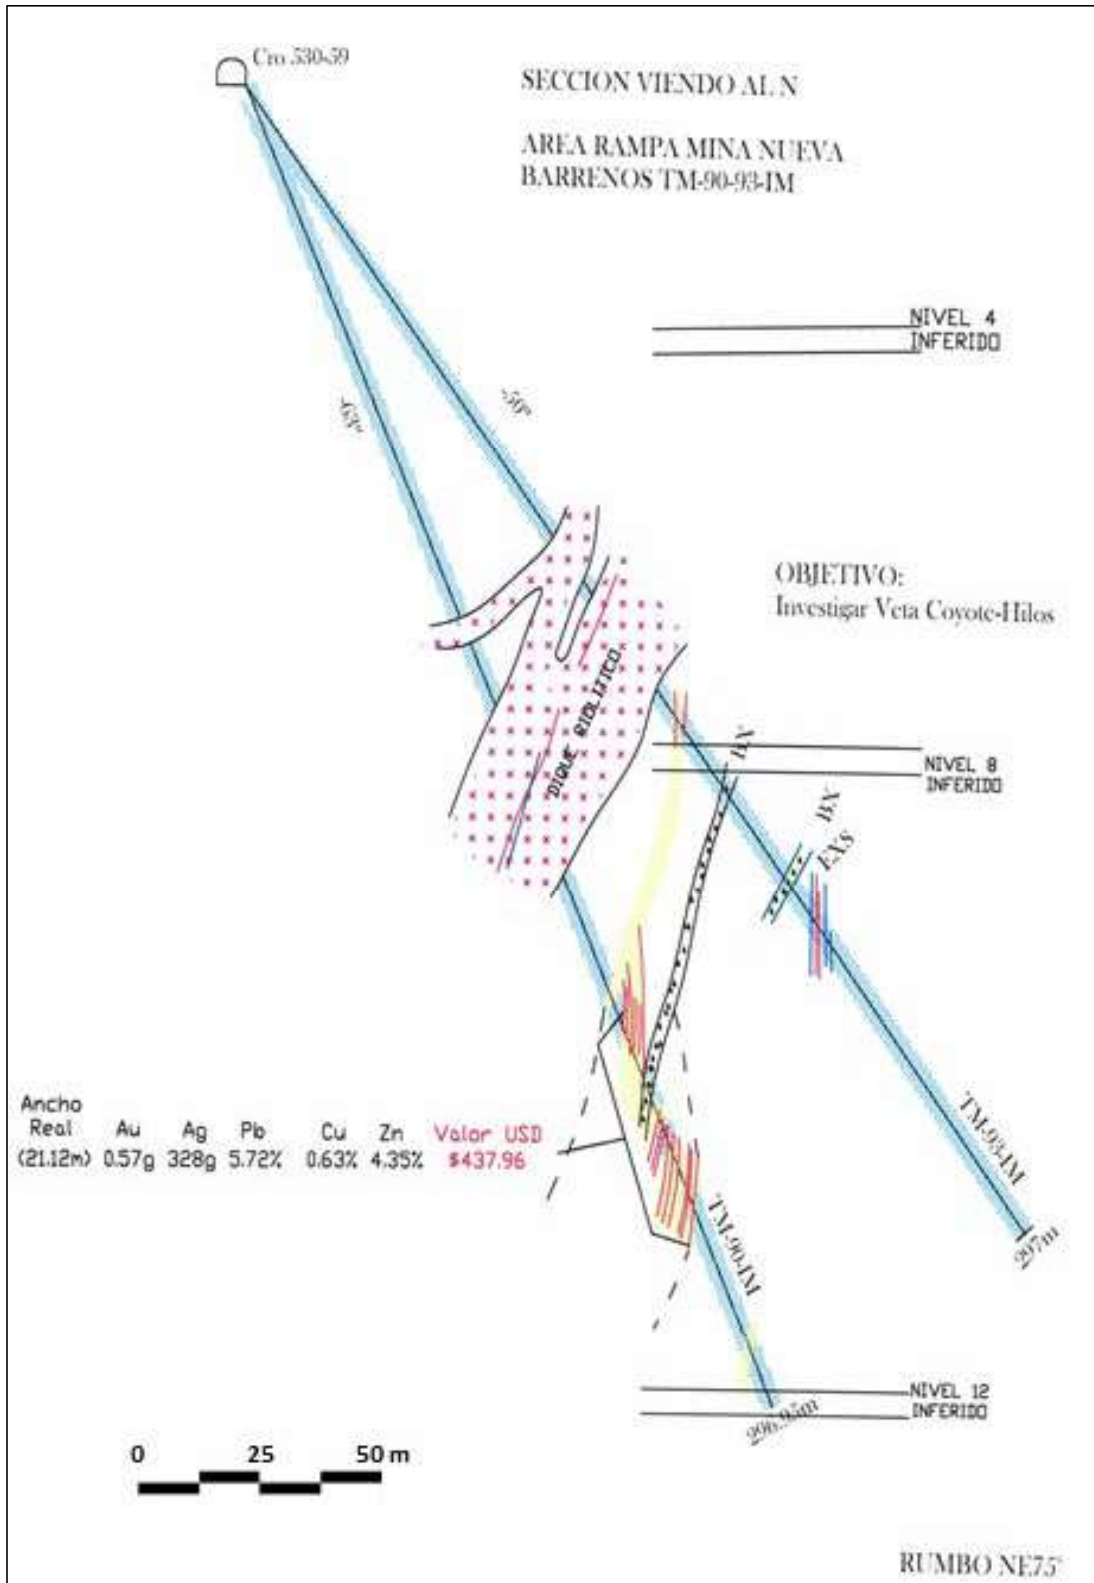 Cro 530-59
SECCION VIENDO AL N
AREA RAMPA MINA NUEVA
BARRENOS TM-90-93-IM
NIVEL 4
INFERIDO
-50°
-63°
OBJETIVO:
Investigar Veta Coyote-Hilos
DIQUE RIOLITICO
BX
NIVEL 8
INFERIDO
BX
EXS
Ancho
Real Au Ag Pb Cu Zn Valor USD
(21.12m) 0.57g 328g 5.72% 0.63% 4.35% $437.96
TM-93-IM
297m
TM-90-IM
NIVEL 12
INFERIDO
296.95m
0 25 50 m
RUMBO NE75°